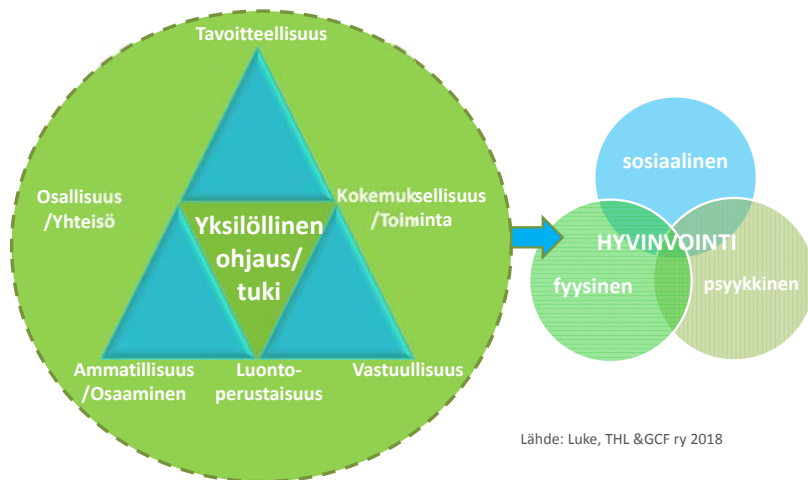 Tavoitteellisuus
Osallisuus
/Yhteisö
Kokemuksellisuus
/Toiminta
Yksilöllinen
ohjaus/
tuki
Ammatillisuus
/Osaaminen
Luonto-
perustaisuus
Vastuullisuus
sosiaalinen
HYVINVOINTI
fyysinen
psyykkinen
Lähde: Luke, THL &GCF ry 2018